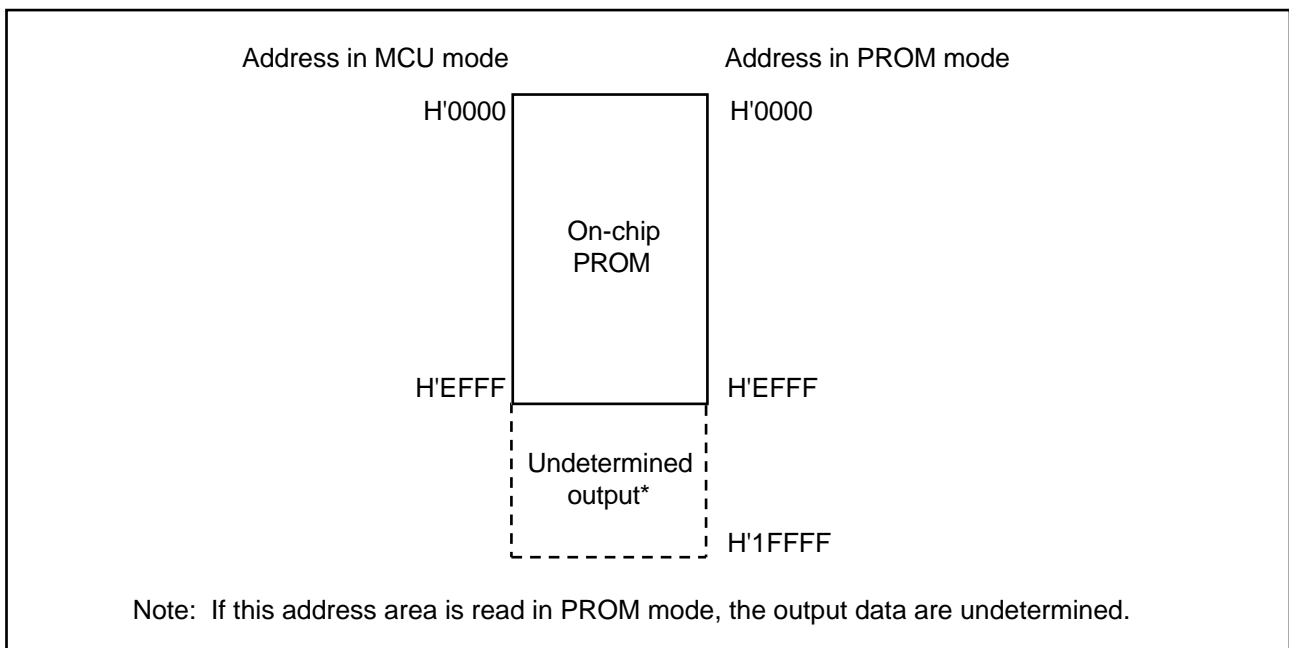 Address in MCU mode
Address in PROM mode
H'0000
H'0000
On-chip
PROM
H'EFFF
H'EFFF
Undetermined
output*
H'1FFFF
Note: If this address area is read in PROM mode, the output data are undetermined.